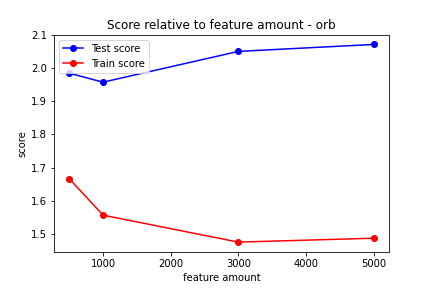 Score relative to feature amount - orb
Test score
Train score
2.1
2.0
1.9
1.8
1.7
1.6
1.5
score
1000
2000
3000
4000
5000
feature amount